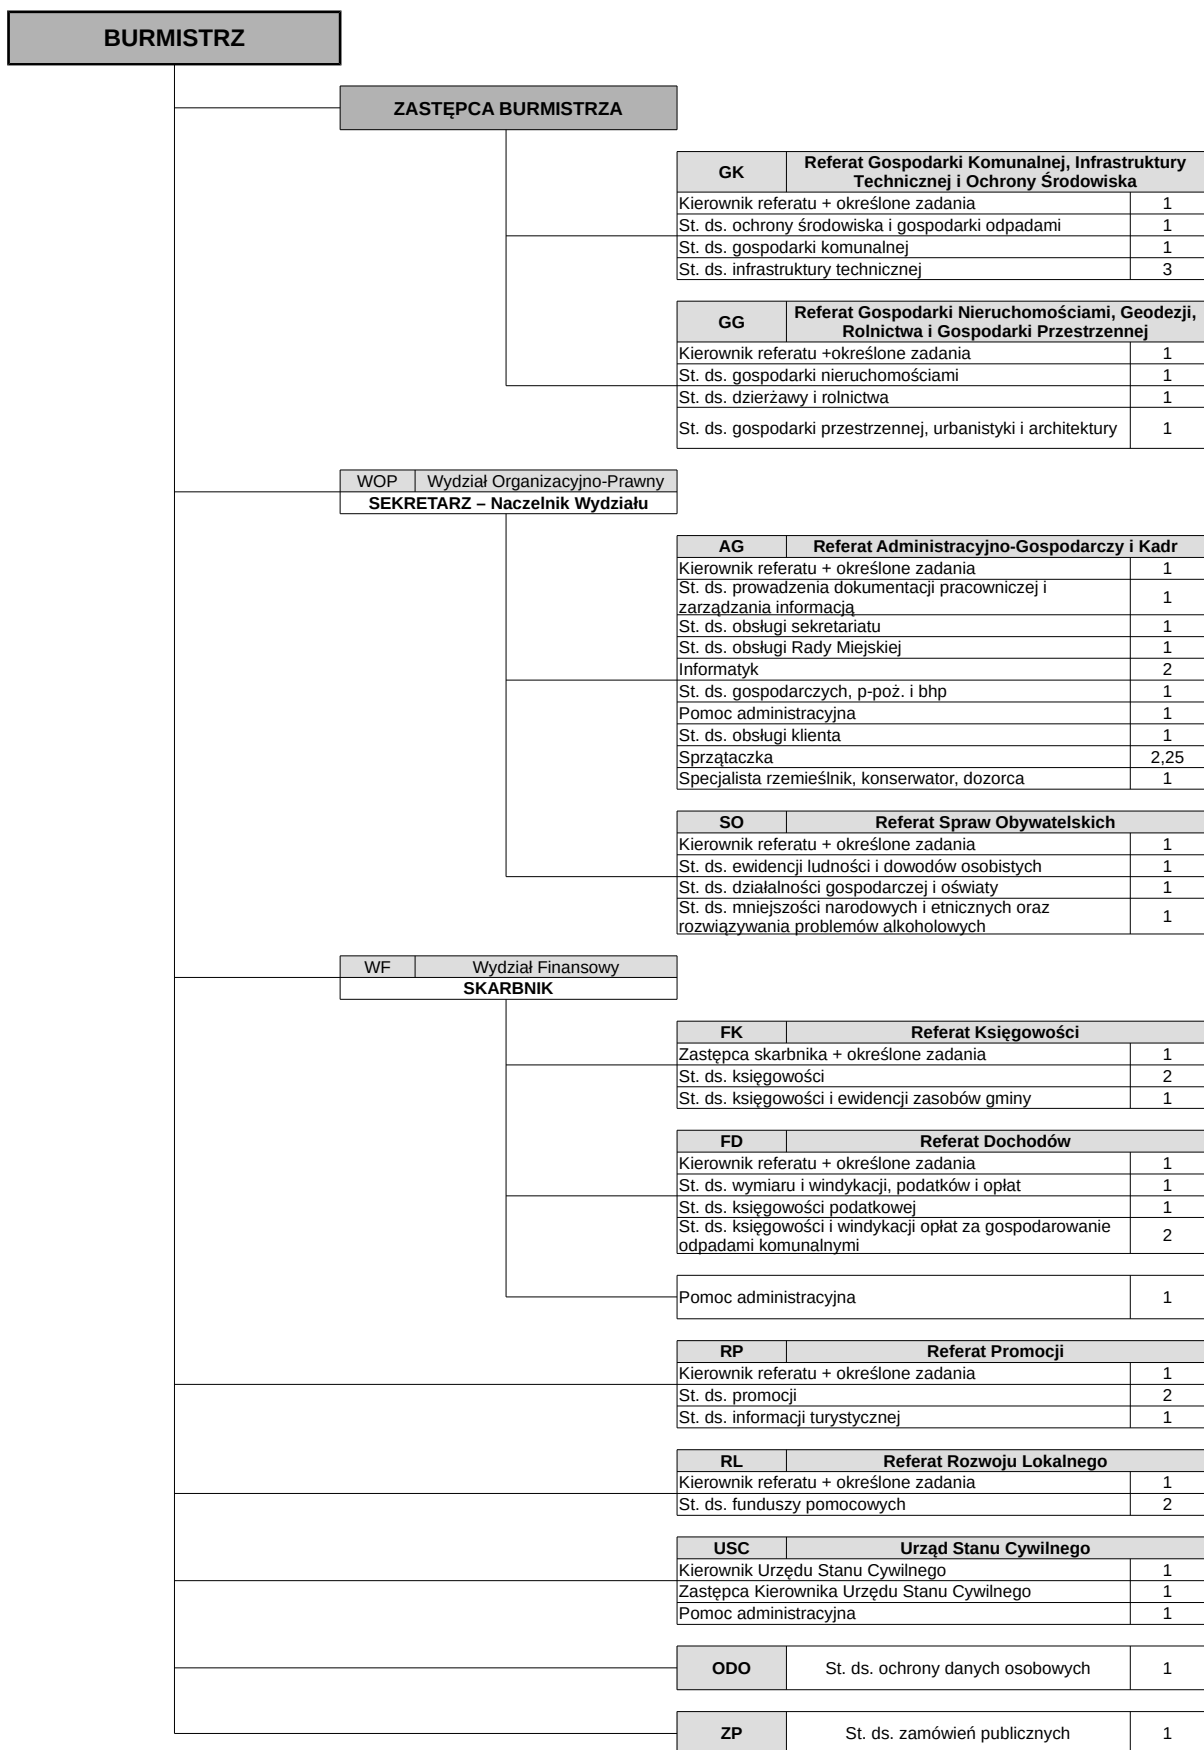 BURMISTRZ
ZASTĘPCA BURMISTRZA
GK Referat Gospodarki Komunalnej, Infrastruktury
Technicznej i Ochrony Środowiska
Kierownik referatu + określone zadania 1
St. ds. ochrony środowiska i gospodarki odpadami 1
St. ds. gospodarki komunalnej 1
St. ds. infrastruktury technicznej 3
GG Referat Gospodarki Nieruchomościami, Geodezji,
Rolnictwa i Gospodarki Przestrzennej
Kierownik referatu +określone zadania 1
St. ds. gospodarki nieruchomościami 1
St. ds. dzierżawy i rolnictwa 1
St. ds. gospodarki przestrzennej, urbanistyki i architektury 1
WOP Wydział Organizacyjno-Prawny
SEKRETARZ – Naczelnik Wydziału
AG Referat Administracyjno-Gospodarczy i Kadr
Kierownik referatu + określone zadania 1
St. ds. prowadzenia dokumentacji pracowniczej i
zarządzania informacją 1
St. ds. obsługi sekretariatu 1
St. ds. obsługi Rady Miejskiej 1
Informatyk 2
St. ds. gospodarczych, p-poż. i bhp 1
Pomoc administracyjna 1
St. ds. obsługi klienta 1
Sprzątaczka 2,25
Specjalista rzemieślnik, konserwator, dozorca 1
SO Referat Spraw Obywatelskich
Kierownik referatu + określone zadania 1
St. ds. ewidencji ludności i dowodów osobistych 1
St. ds. działalności gospodarczej i oświaty 1
St. ds. mniejszości narodowych i etnicznych oraz
rozwiązywania problemów alkoholowych 1
WF Wydział Finansowy
SKARBNIK
FK Referat Księgowości
Zastępca skarbnika + określone zadania 1
St. ds. księgowości 2
St. ds. księgowości i ewidencji zasobów gminy 1
FD Referat Dochodów
Kierownik referatu + określone zadania 1
St. ds. wymiaru i windykacji, podatków i opłat 1
St. ds. księgowości podatkowej 1
St. ds. księgowości i windykacji opłat za gospodarowanie
odpadami komunalnymi 2
Pomoc administracyjna 1
RP Referat Promocji
Kierownik referatu + określone zadania 1
St. ds. promocji 2
St. ds. informacji turystycznej 1
RL Referat Rozwoju Lokalnego
Kierownik referatu + określone zadania 1
St. ds. funduszy pomocowych 2
USC Urząd Stanu Cywilnego
Kierownik Urzędu Stanu Cywilnego 1
Zastępca Kierownika Urzędu Stanu Cywilnego 1
Pomoc administracyjna 1
ODO St. ds. ochrony danych osobowych 1
ZP St. ds. zamówień publicznych 1